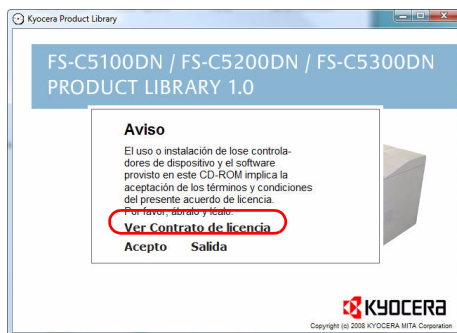 Kyocera Product Library
FS-C5100DN / FS-C5200DN / FS-C5300DN
PRODUCT LIBRARY 1.0
Aviso
El uso o instalación de lose controla-
dores de dispositivo y el software
provisto en este CD-ROM implica la
aceptación de los términos y condiciones
del presente acuerdo de licencia.
Por favor, ábralo y léalo.
Ver Contrato de licencia
Acepto Salida
KYOCERA
Copyright (c) 2008 KYOCERA MITA Corporation